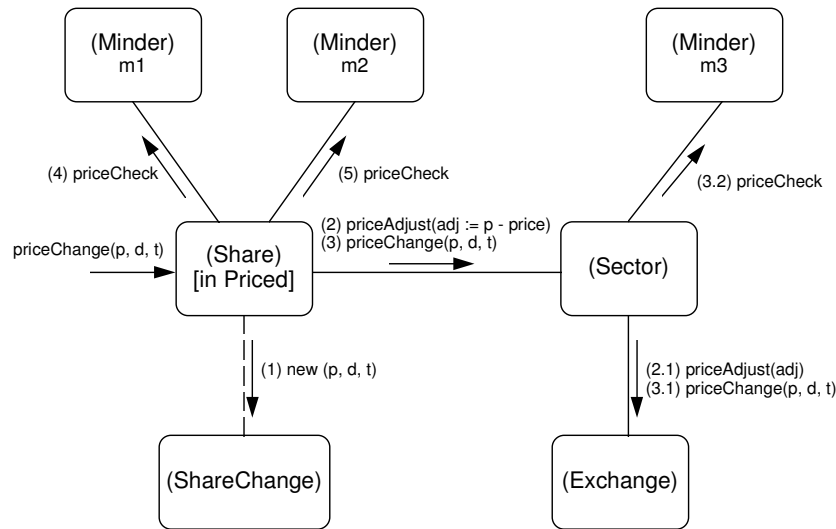 (Minder)
m1
(Minder)
m2
(Minder)
m3
(4) priceCheck
(5) priceCheck
(3.2) priceCheck
priceChange(p, d, t)
(Share)
[in Priced]
(2) priceAdjust(adj := p - price)
(3) priceChange(p, d, t)
(Sector)
(1) new (p, d, t)
(2.1) priceAdjust(adj)
(3.1) priceChange(p, d, t)
(ShareChange)
(Exchange)